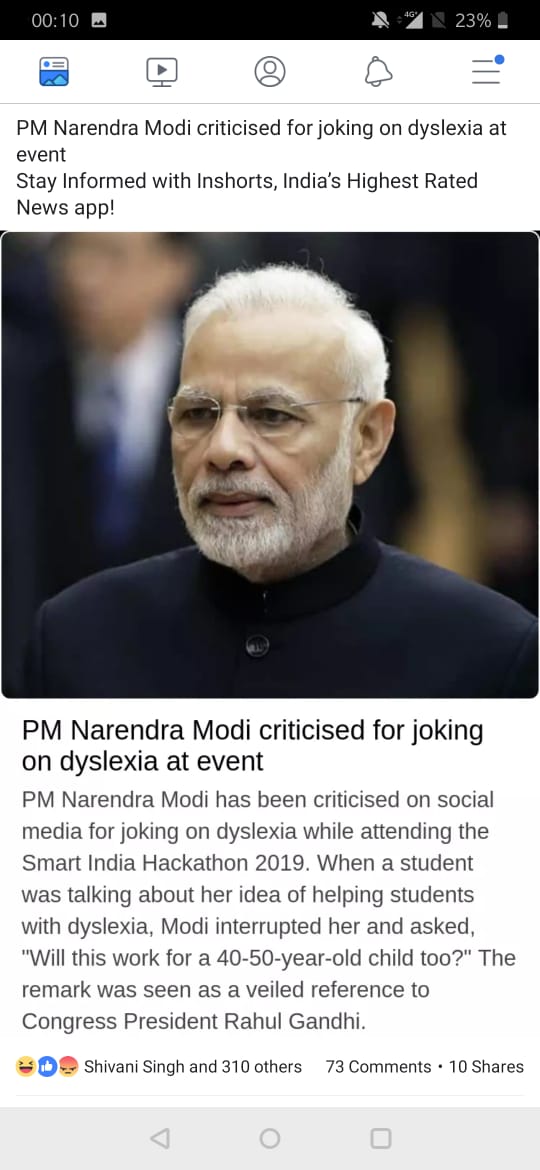 00:10
4G+
23%
PM Narendra Modi criticised for joking on dyslexia at
event
Stay Informed with Inshorts, India’s Highest Rated
News app!
PM Narendra Modi criticised for joking
on dyslexia at event
PM Narendra Modi has been criticised on social
media for joking on dyslexia while attending the
Smart India Hackathon 2019. When a student
was talking about her idea of helping students
with dyslexia, Modi interrupted her and asked,
"Will this work for a 40-50-year-old child too?" The
remark was seen as a veiled reference to
Congress President Rahul Gandhi.
Shivani Singh and 310 others 73 Comments • 10 Shares